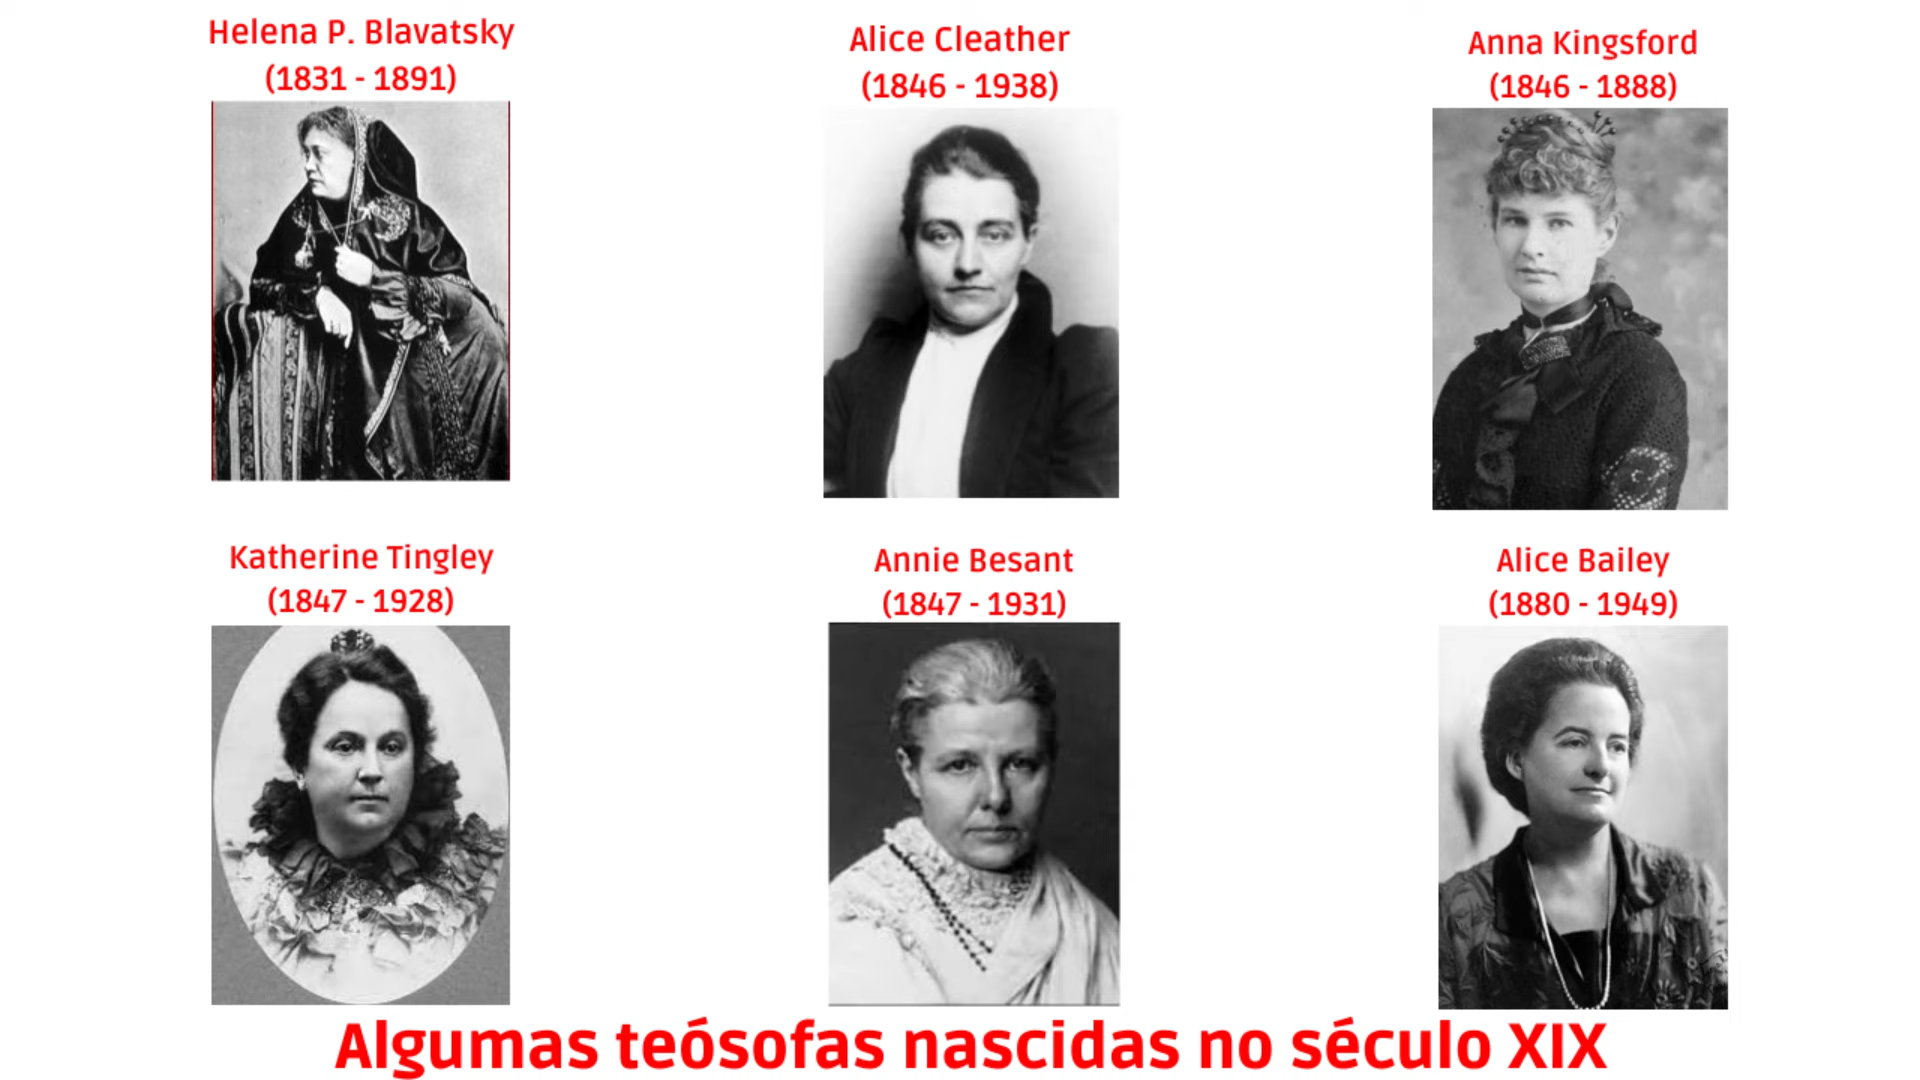 Helena P. Blavatsky
(1831 - 1891)
Alice Cleather
(1846 - 1938)
Anna Kingsford
(1846 - 1888)
Katherine Tingley
(1847 - 1928)
Annie Besant
(1847 - 1931)
Alice Bailey
(1880 - 1949)
Algumas teósofas nascidas no século XIX